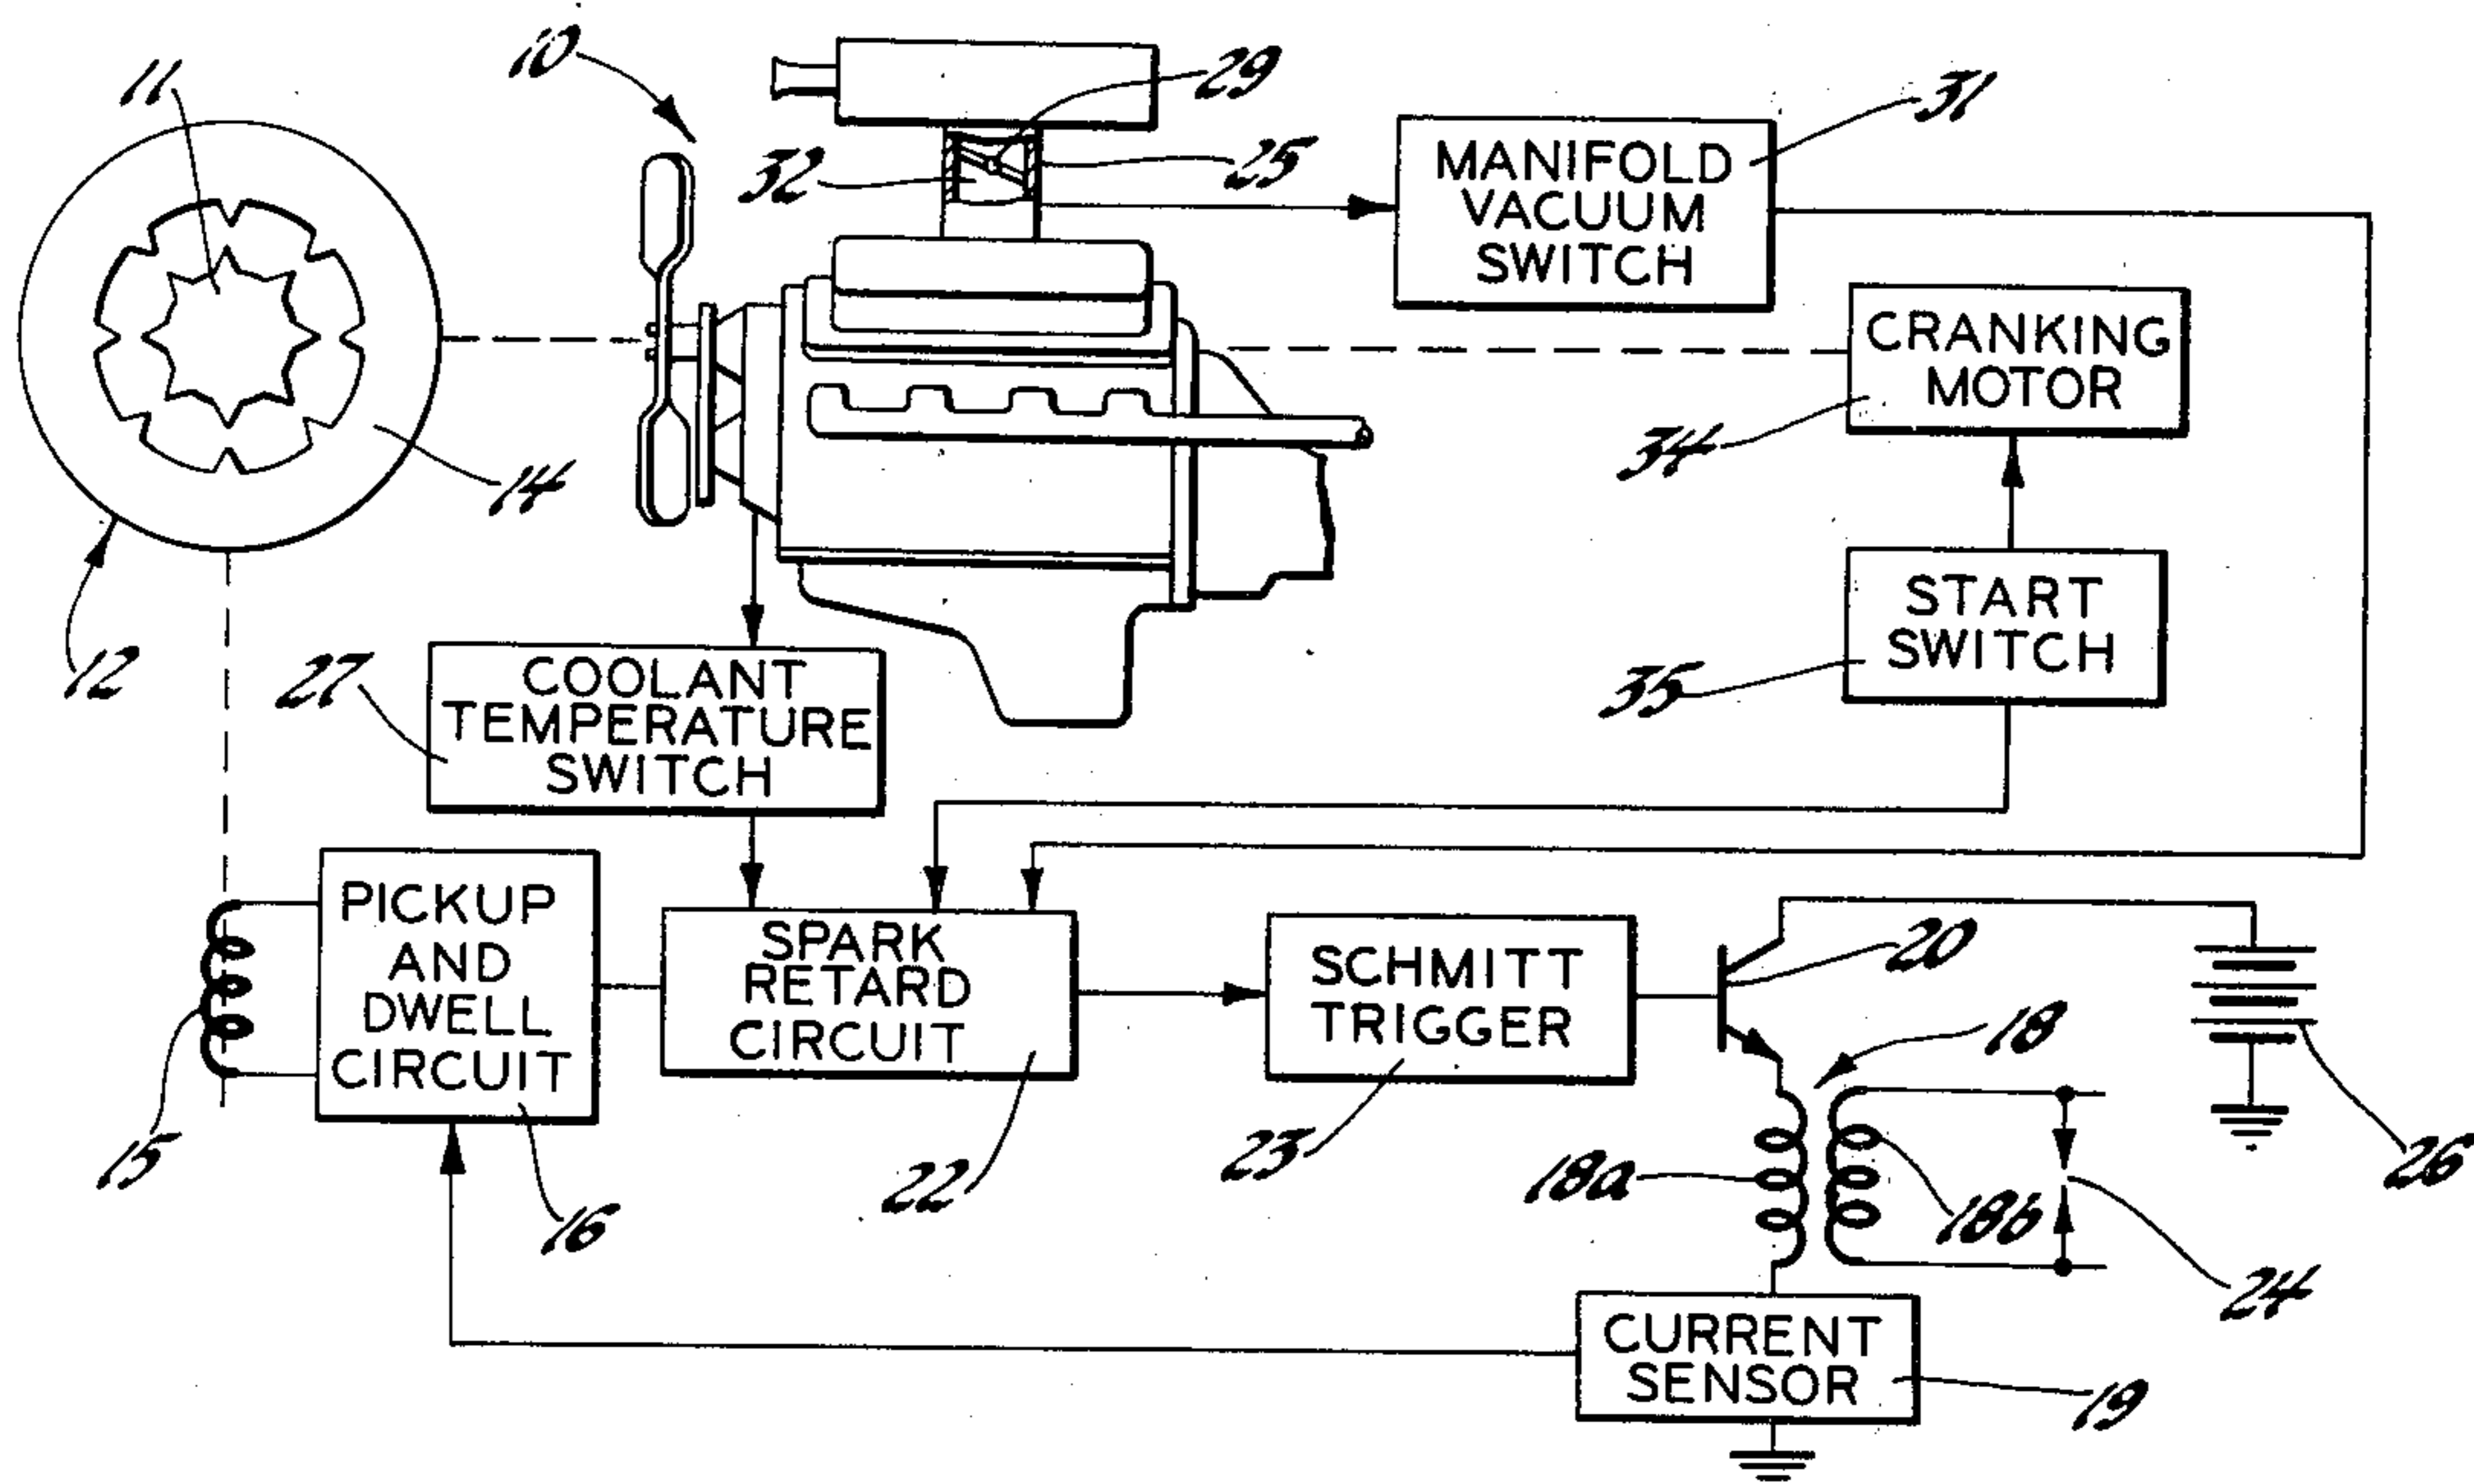 10
11
29
31
32
25
MANIFOLD
VACUUM
SWITCH
CRANKING
MOTOR
34
14
12
27
COOLANT
TEMPERATURE
SWITCH
START
SWITCH
35
PICKUP
AND
DWELL
CIRCUIT
SPARK
RETARD
CIRCUIT
SCHMITT
TRIGGER
20
18
15
16
22
23
18a
18b
26
24
CURRENT
SENSOR
19